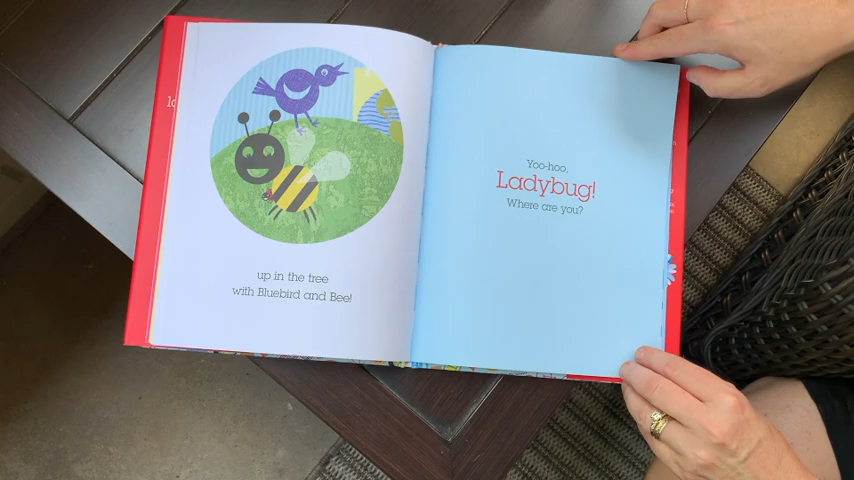 up in the tree
with Bluebird and Bee!
Yoo-hoo,
Ladybug!
Where are you?